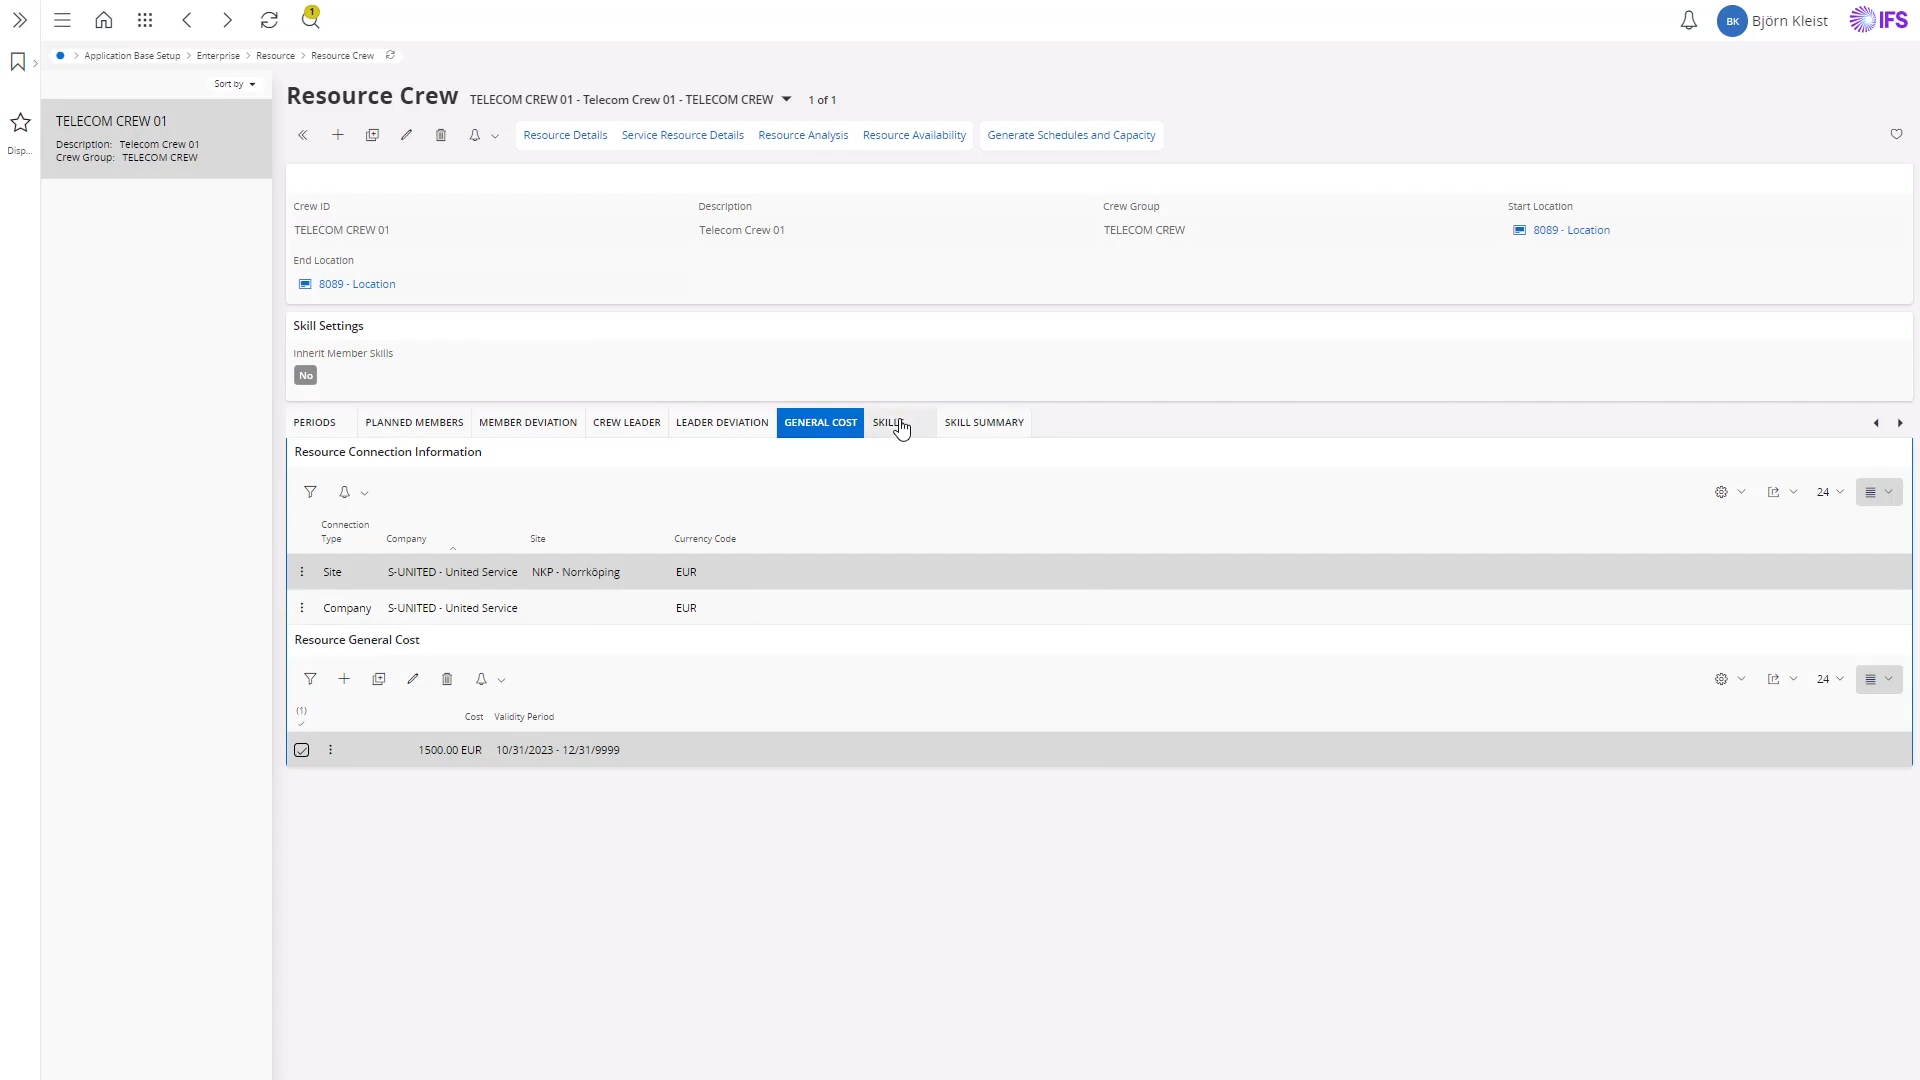 1
BK Björn Kleist IFS
Application Base Setup > Enterprise > Resource > Resource Crew
Sort by
TELECOM CREW 01
Description: Telecom Crew 01
Crew Group: TELECOM CREW
Disp...
Resource Crew TELECOM CREW 01 - Telecom Crew 01 - TELECOM CREW 1 of 1
Resource Details Service Resource Details Resource Analysis Resource Availability Generate Schedules and Capacity
Crew ID Description Crew Group Start Location
TELECOM CREW 01 Telecom Crew 01 TELECOM CREW 8089 - Location
End Location
8089 - Location
Skill Settings
Inherit Member Skills
No
PERIODS PLANNED MEMBERS MEMBER DEVIATION CREW LEADER LEADER DEVIATION GENERAL COST SKILLS SKILL SUMMARY
Resource Connection Information
24
Connection Type Company Site Currency Code
Site S-UNITED - United Service NKP - Norrköping EUR
Company S-UNITED - United Service EUR
Resource General Cost
24
(1) Cost Validity Period
1500.00 EUR 10/31/2023 - 12/31/9999